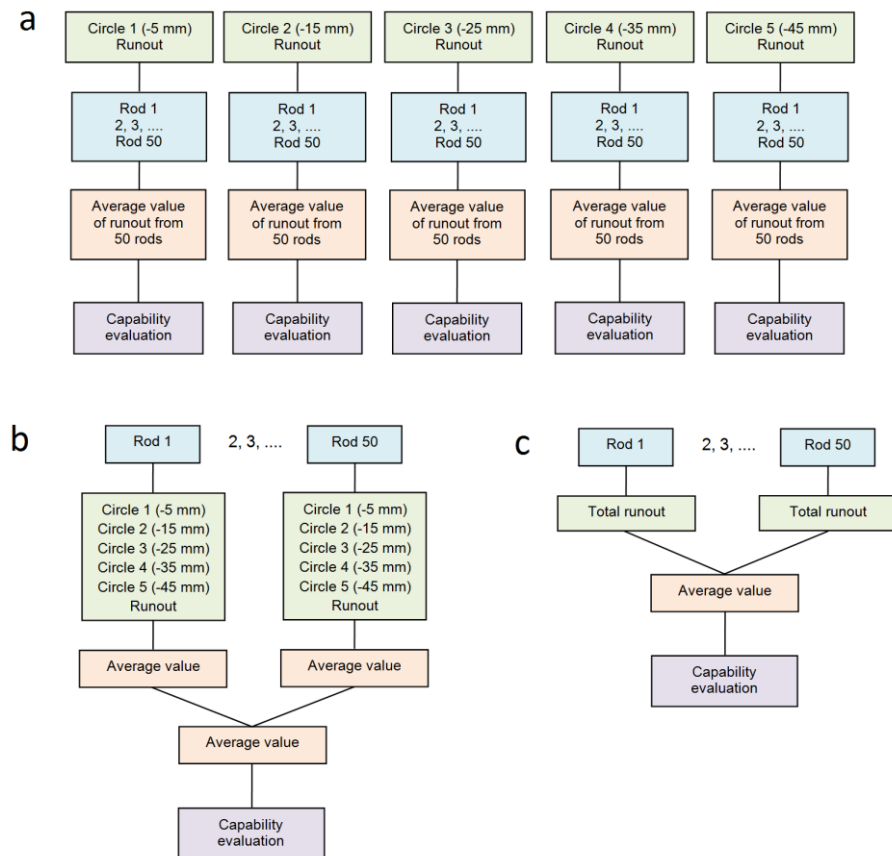 a
Circle 1 (-5 mm)
Runout
Circle 2 (-15 mm)
Runout
Circle 3 (-25 mm)
Runout
Circle 4 (-35 mm)
Runout
Circle 5 (-45 mm)
Runout
Rod 1
2, 3, ....
Rod 50
Rod 1
2, 3, ....
Rod 50
Rod 1
2, 3, ....
Rod 50
Rod 1
2, 3, ....
Rod 50
Rod 1
2, 3, ....
Rod 50
Average value
of runout from
50 rods
Average value
of runout from
50 rods
Average value
of runout from
50 rods
Average value
of runout from
50 rods
Average value
of runout from
50 rods
Capability
evaluation
Capability
evaluation
Capability
evaluation
Capability
evaluation
Capability
evaluation
b
Rod 1
2, 3, ....
Rod 50
Circle 1 (-5 mm)
Circle 2 (-15 mm)
Circle 3 (-25 mm)
Circle 4 (-35 mm)
Circle 5 (-45 mm)
Runout
Circle 1 (-5 mm)
Circle 2 (-15 mm)
Circle 3 (-25 mm)
Circle 4 (-35 mm)
Circle 5 (-45 mm)
Runout
Average value
Average value
Average value
Capability
evaluation
c
Rod 1
2, 3, ....
Rod 50
Total runout
Total runout
Average value
Capability
evaluation